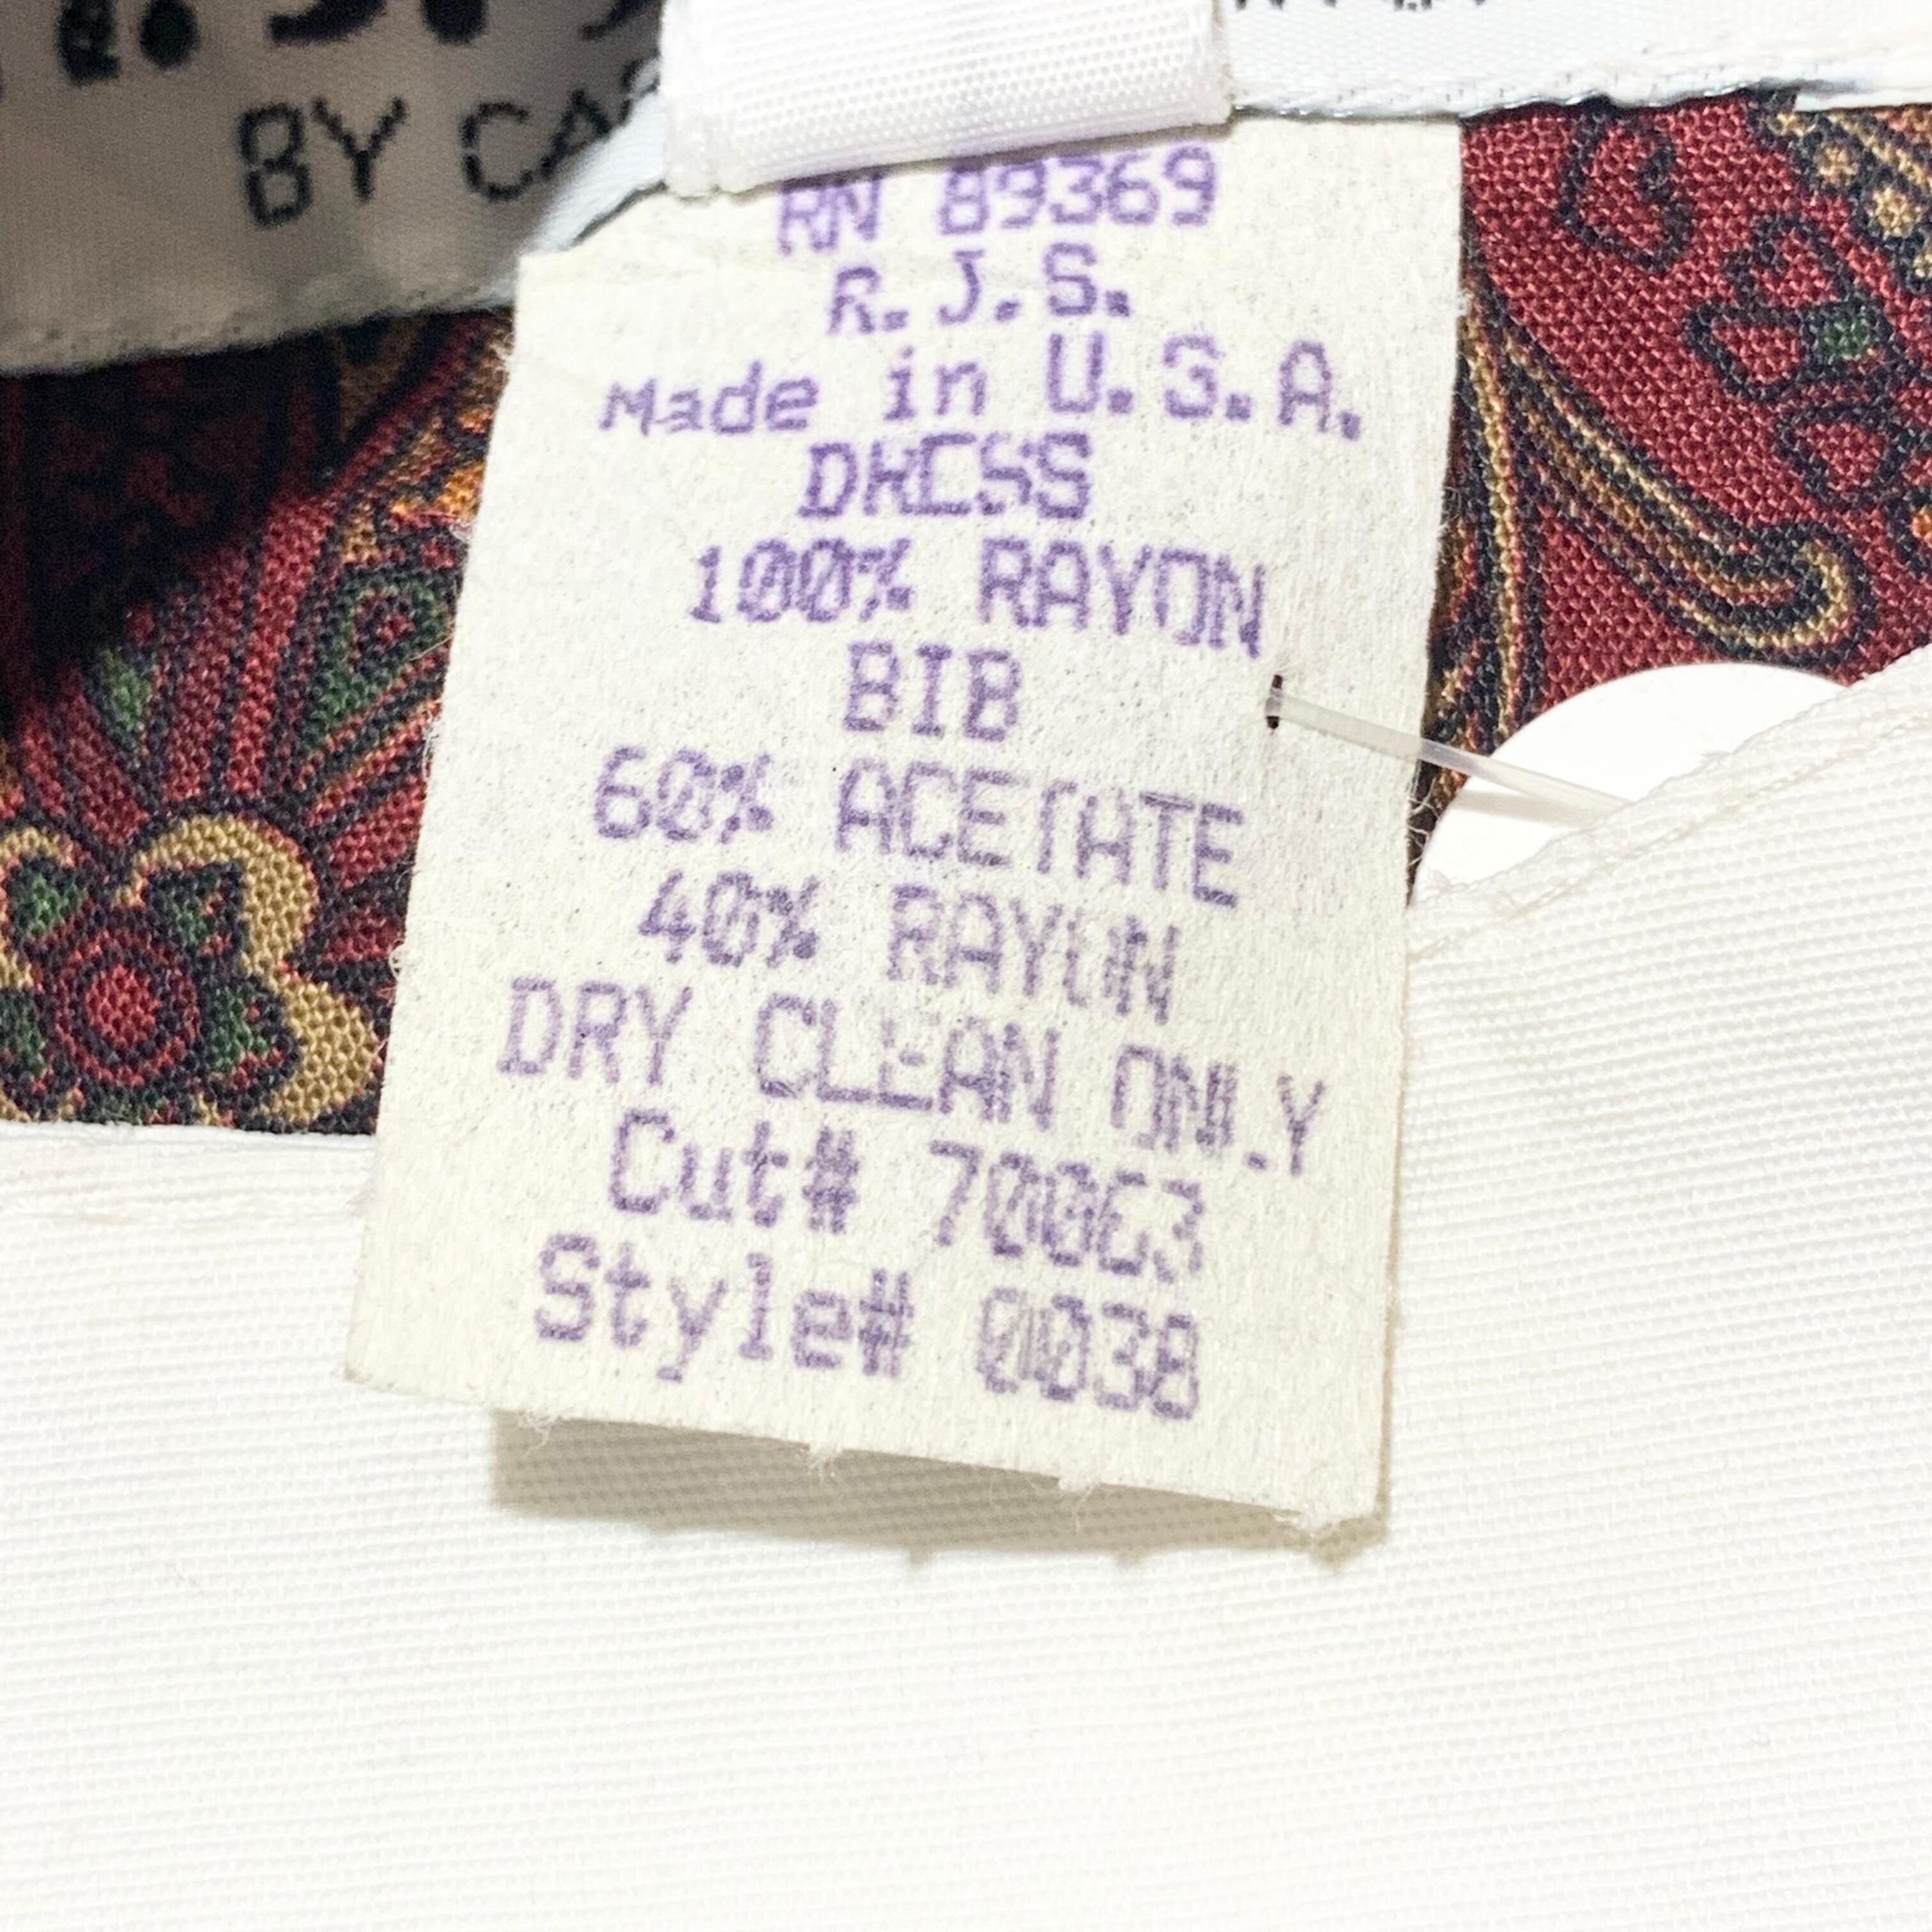 BY
RN 89369
R.J.S.
Made in U.S.A.
DRESS
100% RAYON
BIB
60% ACETATE
40% RAYON
DRY CLEAN ONLY
Cut# 70063
Style# 0038